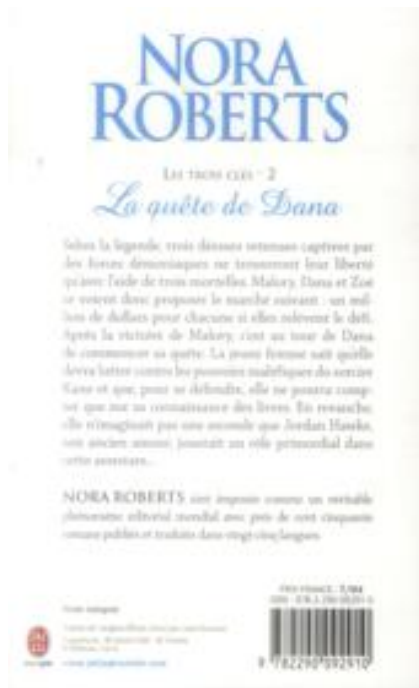 NORA
ROBERTS
LES TROIS CLÉS - 2
La quête de Dana
Selon la légende, trois déesses retenues captives par
des forces démoniaques ne trouveront leur liberté
qu'avec l'aide de trois mortelles. Malory, Dana et Zoé
se voient donc proposer le marché suivant : un mil-
lion de dollars pour chacune si elles relèvent le défi.
Après la victoire de Malory, c'est au tour de Dana
de commencer sa quête. La jeune femme sait qu'elle
devra lutter contre les pouvoirs maléfiques du sorcier
Kane et que, pour se défendre, elle ne pourra comp-
ter que sur sa connaissance des livres. En revanche,
elle n'imaginait pas une seconde que Jordan Hawke,
son ancien amour, jouerait un rôle primordial dans
cette aventure...
NORA ROBERTS s'est imposée comme un véritable
phénomène éditorial mondial avec près de cent cinquante
romans publiés et traduits dans vingt-cinq langues.
Texte intégral
J'AI LU
9 782290 092910